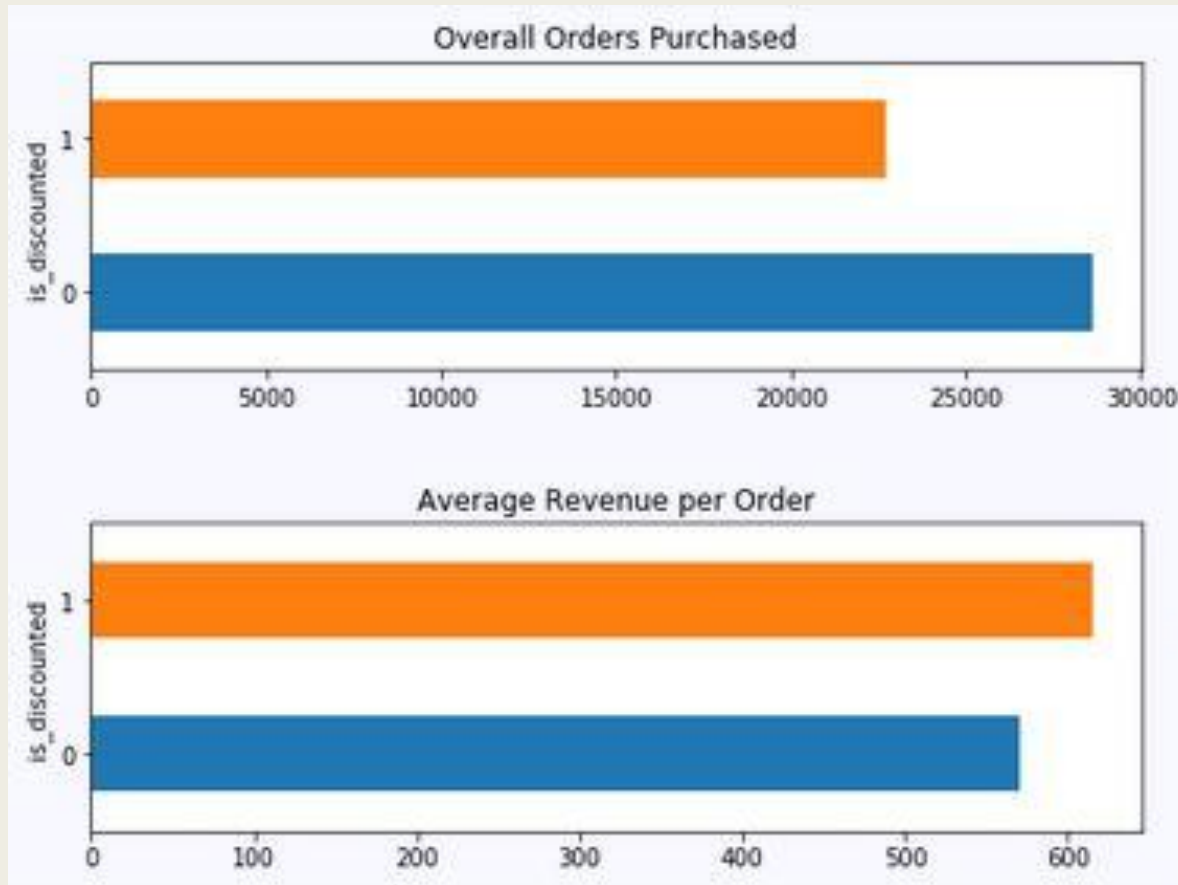 Overall Orders Purchased
is_discounted
1
0
0 5000 10000 15000 20000 25000 30000
Average Revenue per Order
is_discounted
1
0
0 100 200 300 400 500 600